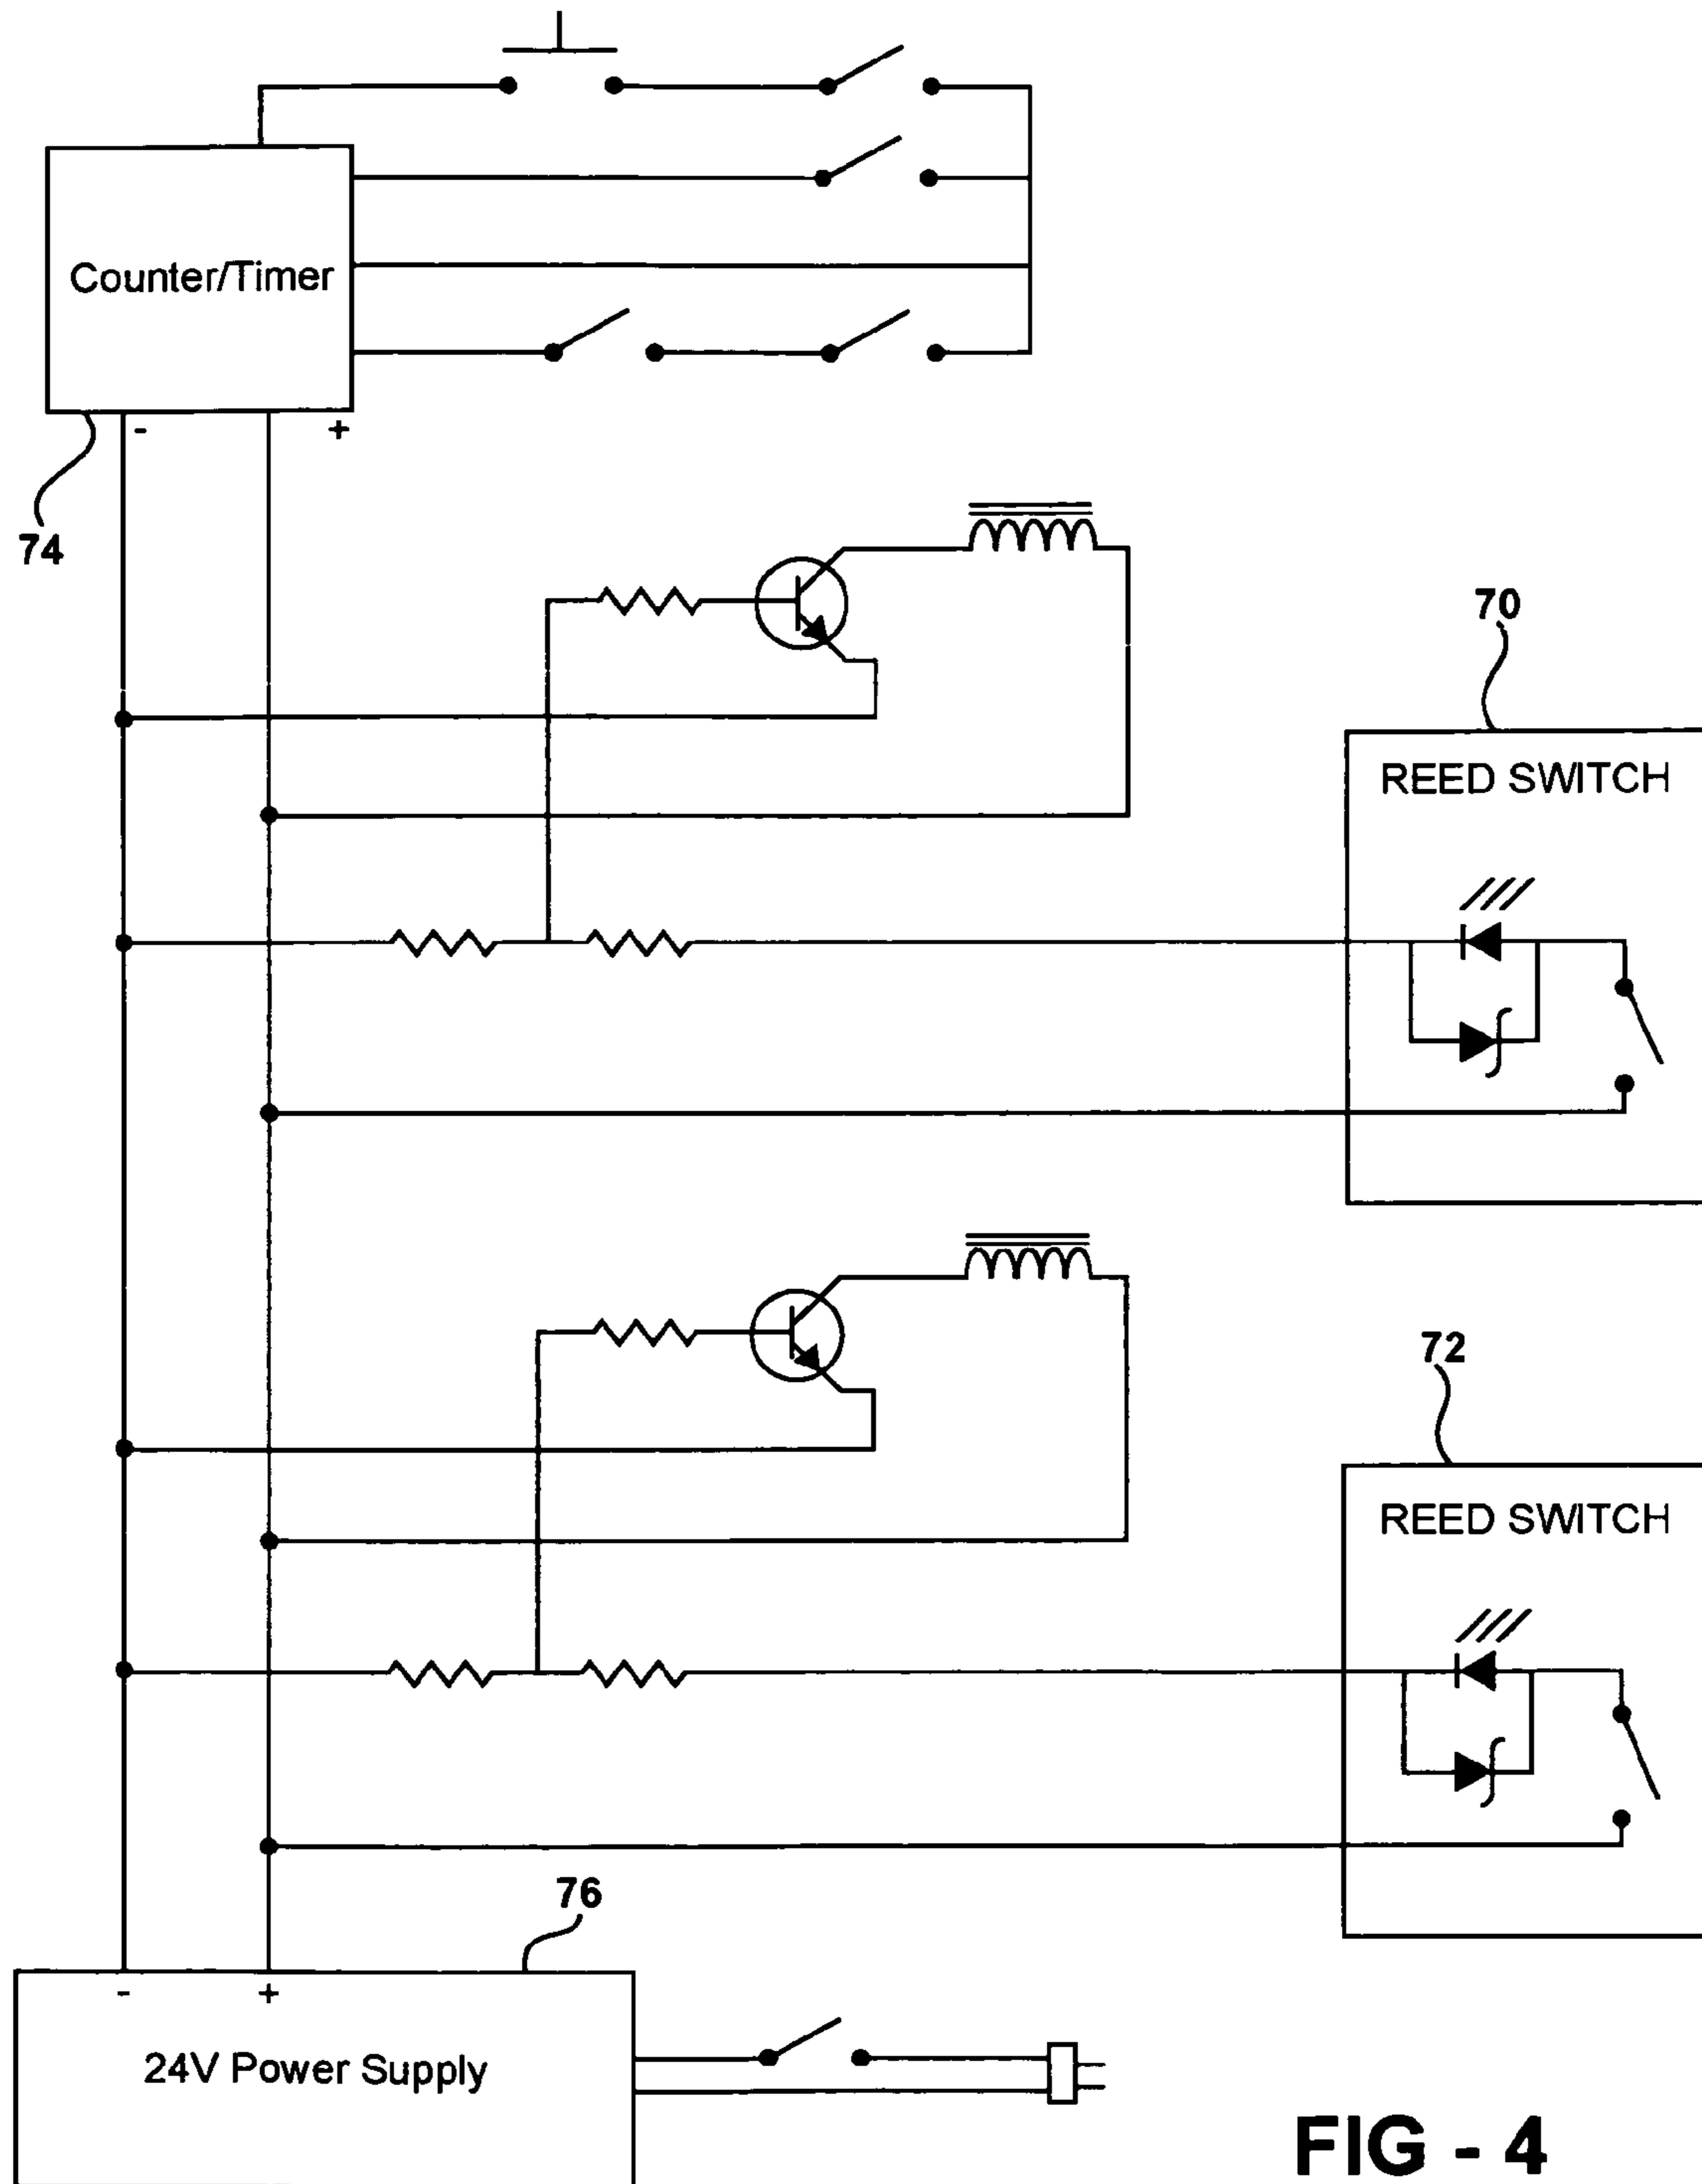 Counter/Timer
- +
74
70
REED SWITCH
72
REED SWITCH
76
- +
24V Power Supply
FIG - 4